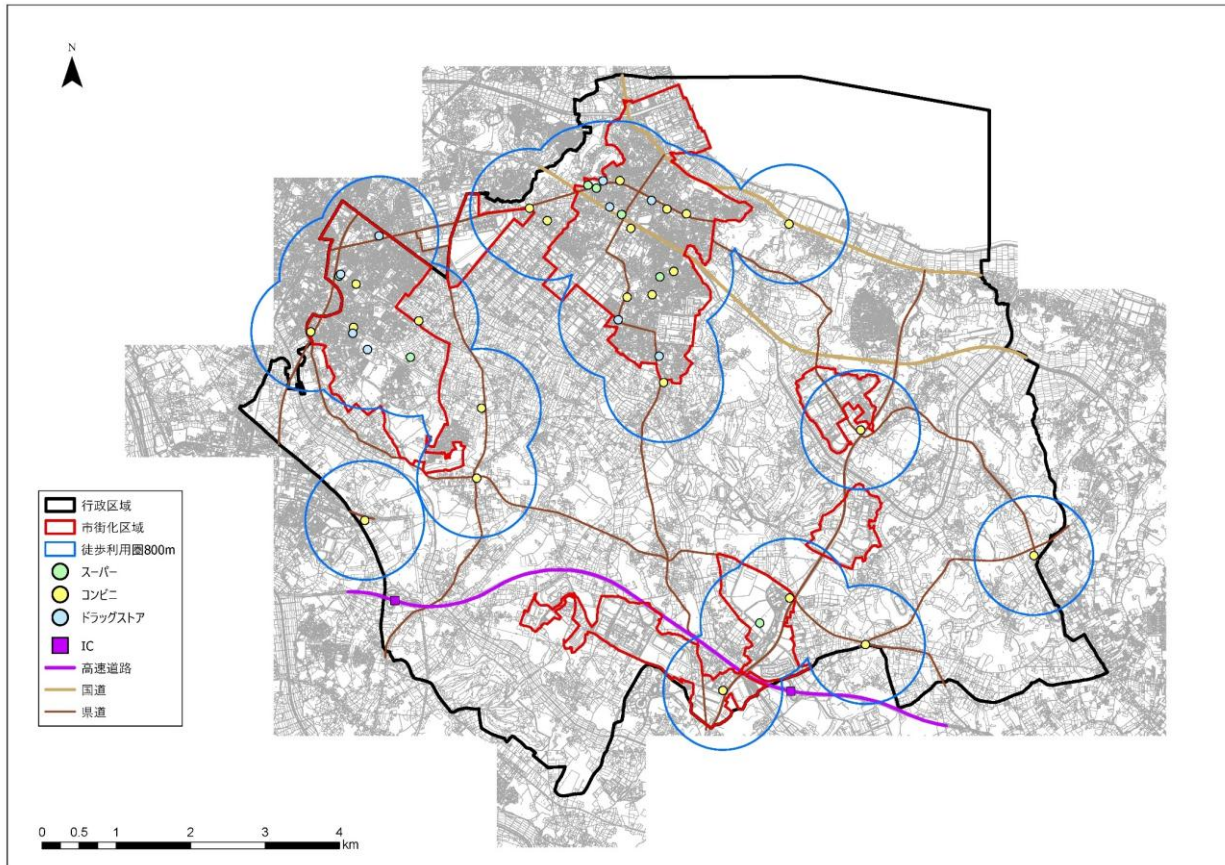 N
行政区域
市街化区域
徒歩利用圏800m
スーパー
コンビニ
ドラッグストア
IC
高速道路
国道
県道
0 0.5 1 2 3 4
km